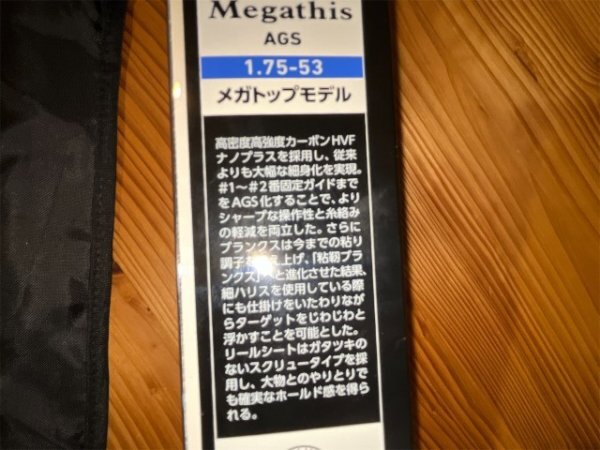 Megathis
AGS
1.75-53
メガトップモデル
高密度高強度カーボンHVF
ナノプラスを採用し、従来
よりも大幅な細身化を実現。
#1〜#2番固定ガイドまで
をAGS化することで、より
シャープな操作性と糸絡み
の軽減を両立した。さらに
ブランクスは今までの粘り
調子を え上げ、「粘靭ブラ
ンクス」へと進化させた結果、
細ハリスを使用している際
にも仕掛けをいたわりなが
らターゲットをじわじわと
浮かすことを可能とした。
リールシートはガタツキの
ないスクリュータイプを採
用し、大物とのやりとりで
も確実なホールド感を得ら
れる。